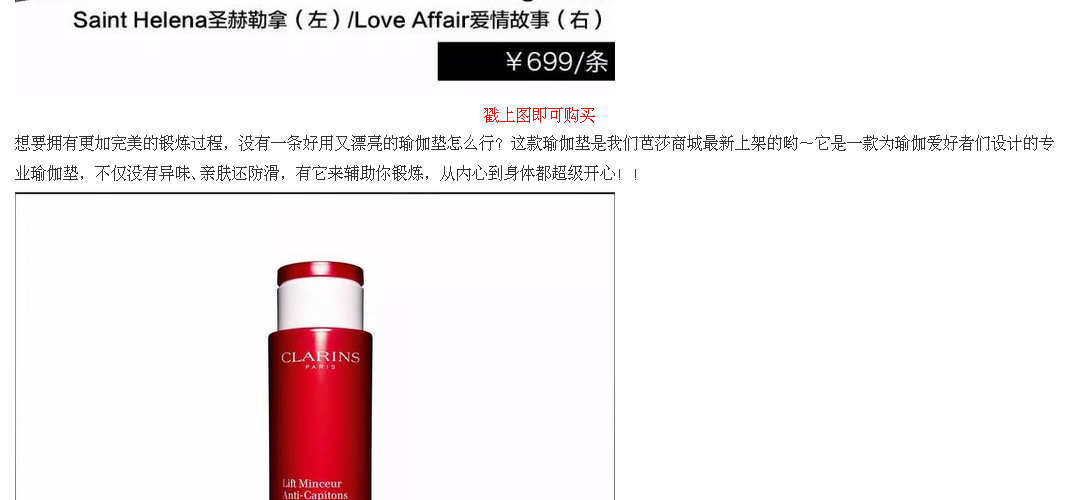 Saint Helena圣赫勒拿（左）/Love Affair爱情故事（右）
￥699/条
戳上图即可购买
想要拥有更加完美的锻炼过程，没有一条好用又漂亮的瑜伽垫怎么行？这款瑜伽垫是我们芭莎商城最新上架的哟～它是一款为瑜伽爱好者们设计的专
业瑜伽垫，不仅没有异味、亲肤还防滑，有它来辅助你锻炼，从内心到身体都超级开心！！
CLARINS
PARIS
Lift Minceur
Anti-Capitons